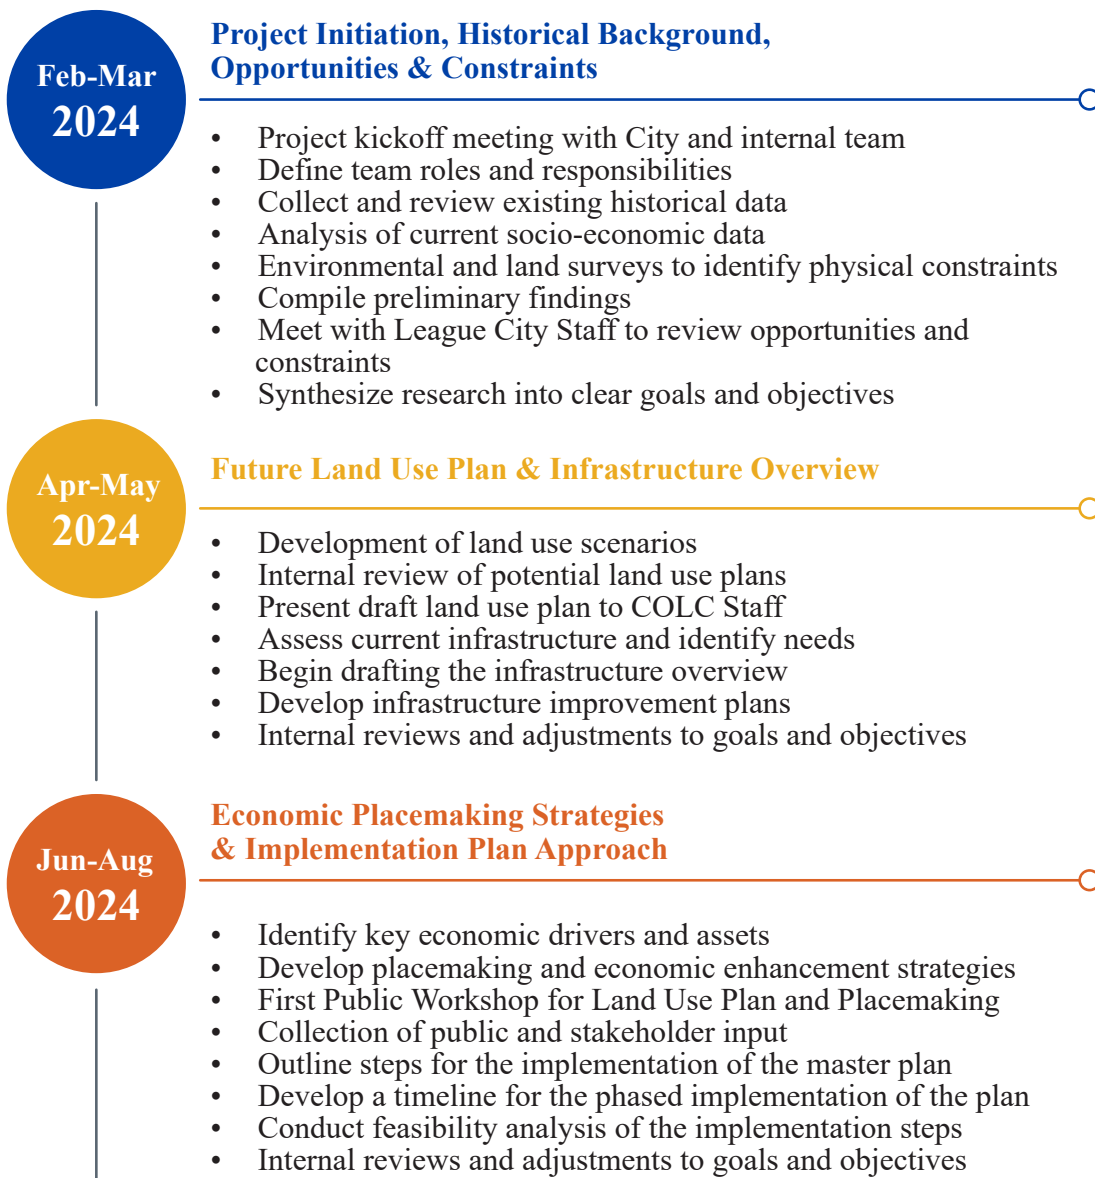 Feb-Mar
2024
Project Initiation, Historical Background,
Opportunities & Constraints
• Project kickoff meeting with City and internal team
• Define team roles and responsibilities
• Collect and review existing historical data
• Analysis of current socio-economic data
• Environmental and land surveys to identify physical constraints
• Compile preliminary findings
• Meet with League City Staff to review opportunities and
constraints
• Synthesize research into clear goals and objectives
Apr-May
2024
Future Land Use Plan & Infrastructure Overview
• Development of land use scenarios
• Internal review of potential land use plans
• Present draft land use plan to COLC Staff
• Assess current infrastructure and identify needs
• Begin drafting the infrastructure overview
• Develop infrastructure improvement plans
• Internal reviews and adjustments to goals and objectives
Jun-Aug
2024
Economic Placemaking Strategies
& Implementation Plan Approach
• Identify key economic drivers and assets
• Develop placemaking and economic enhancement strategies
• First Public Workshop for Land Use Plan and Placemaking
• Collection of public and stakeholder input
• Outline steps for the implementation of the master plan
• Develop a timeline for the phased implementation of the plan
• Conduct feasibility analysis of the implementation steps
• Internal reviews and adjustments to goals and objectives